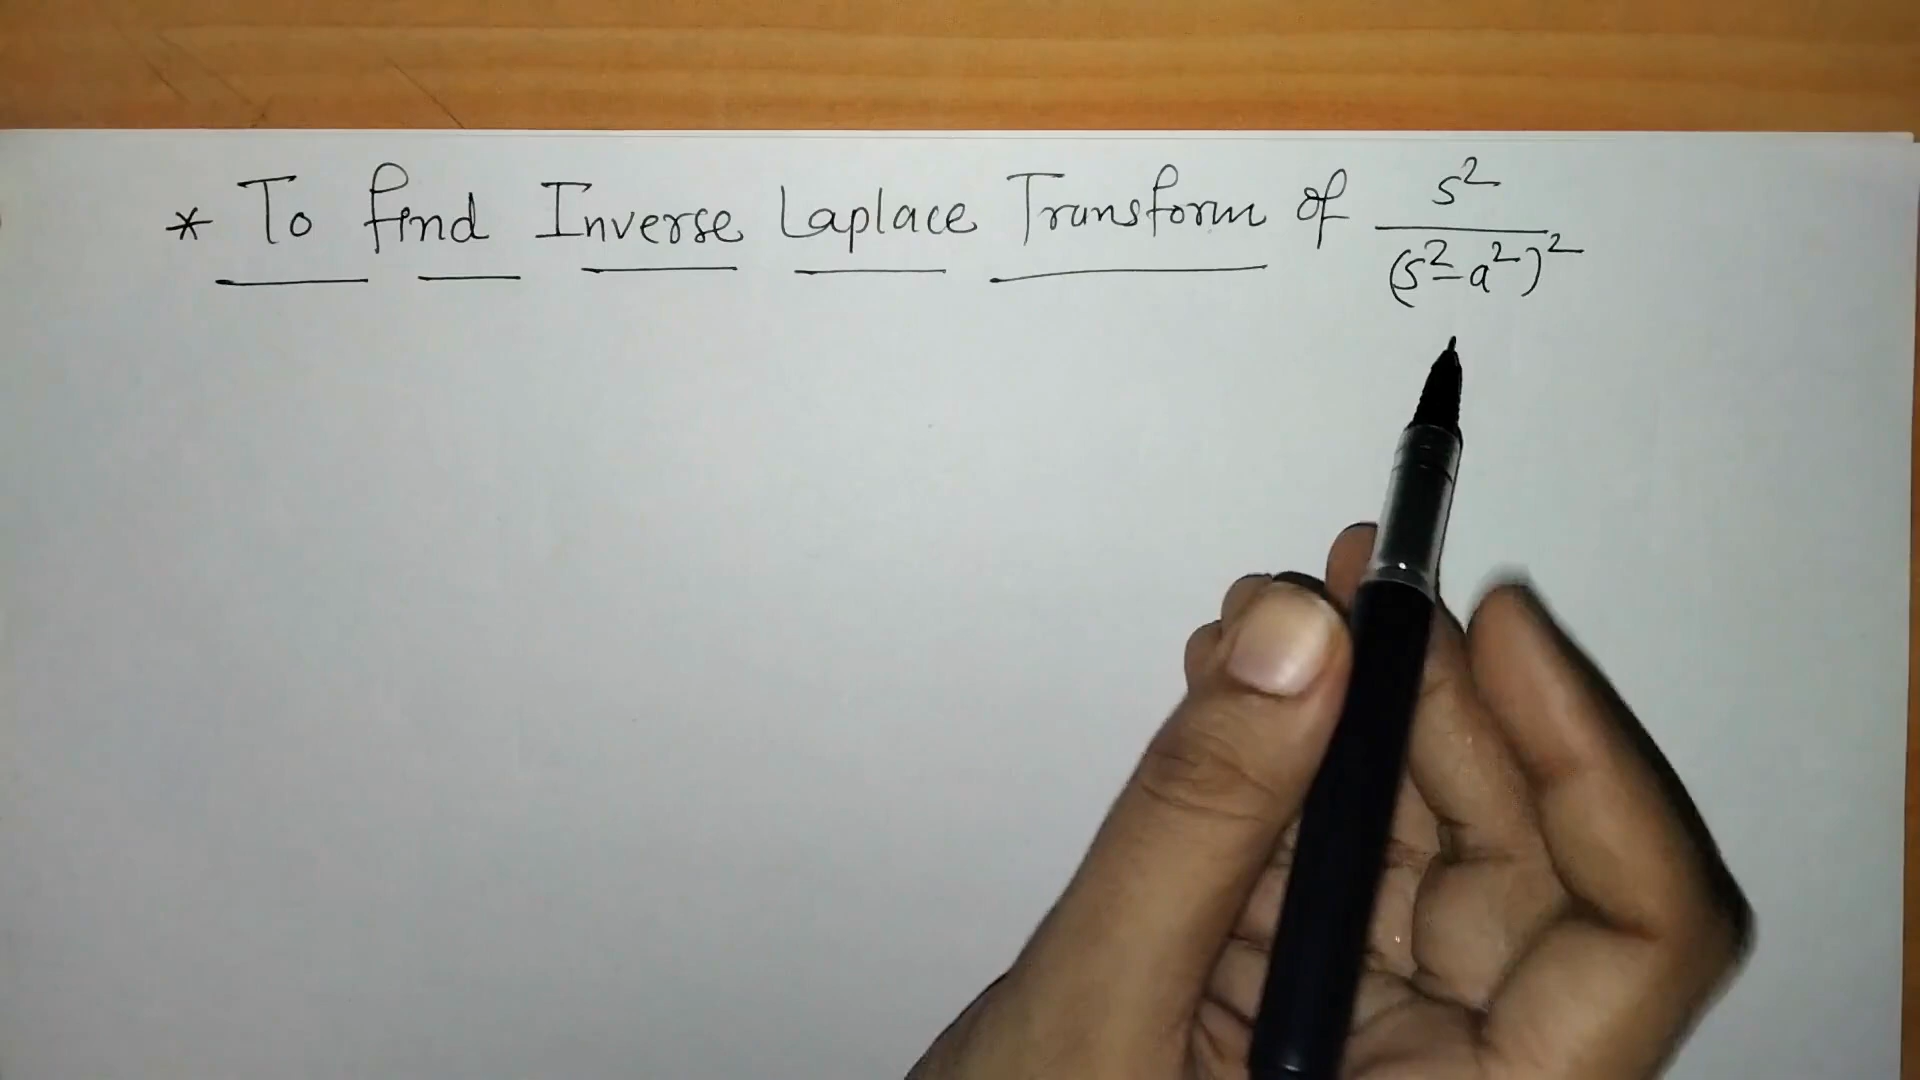 * To find Inverse Laplace Transform of s²/(s²-a²)²